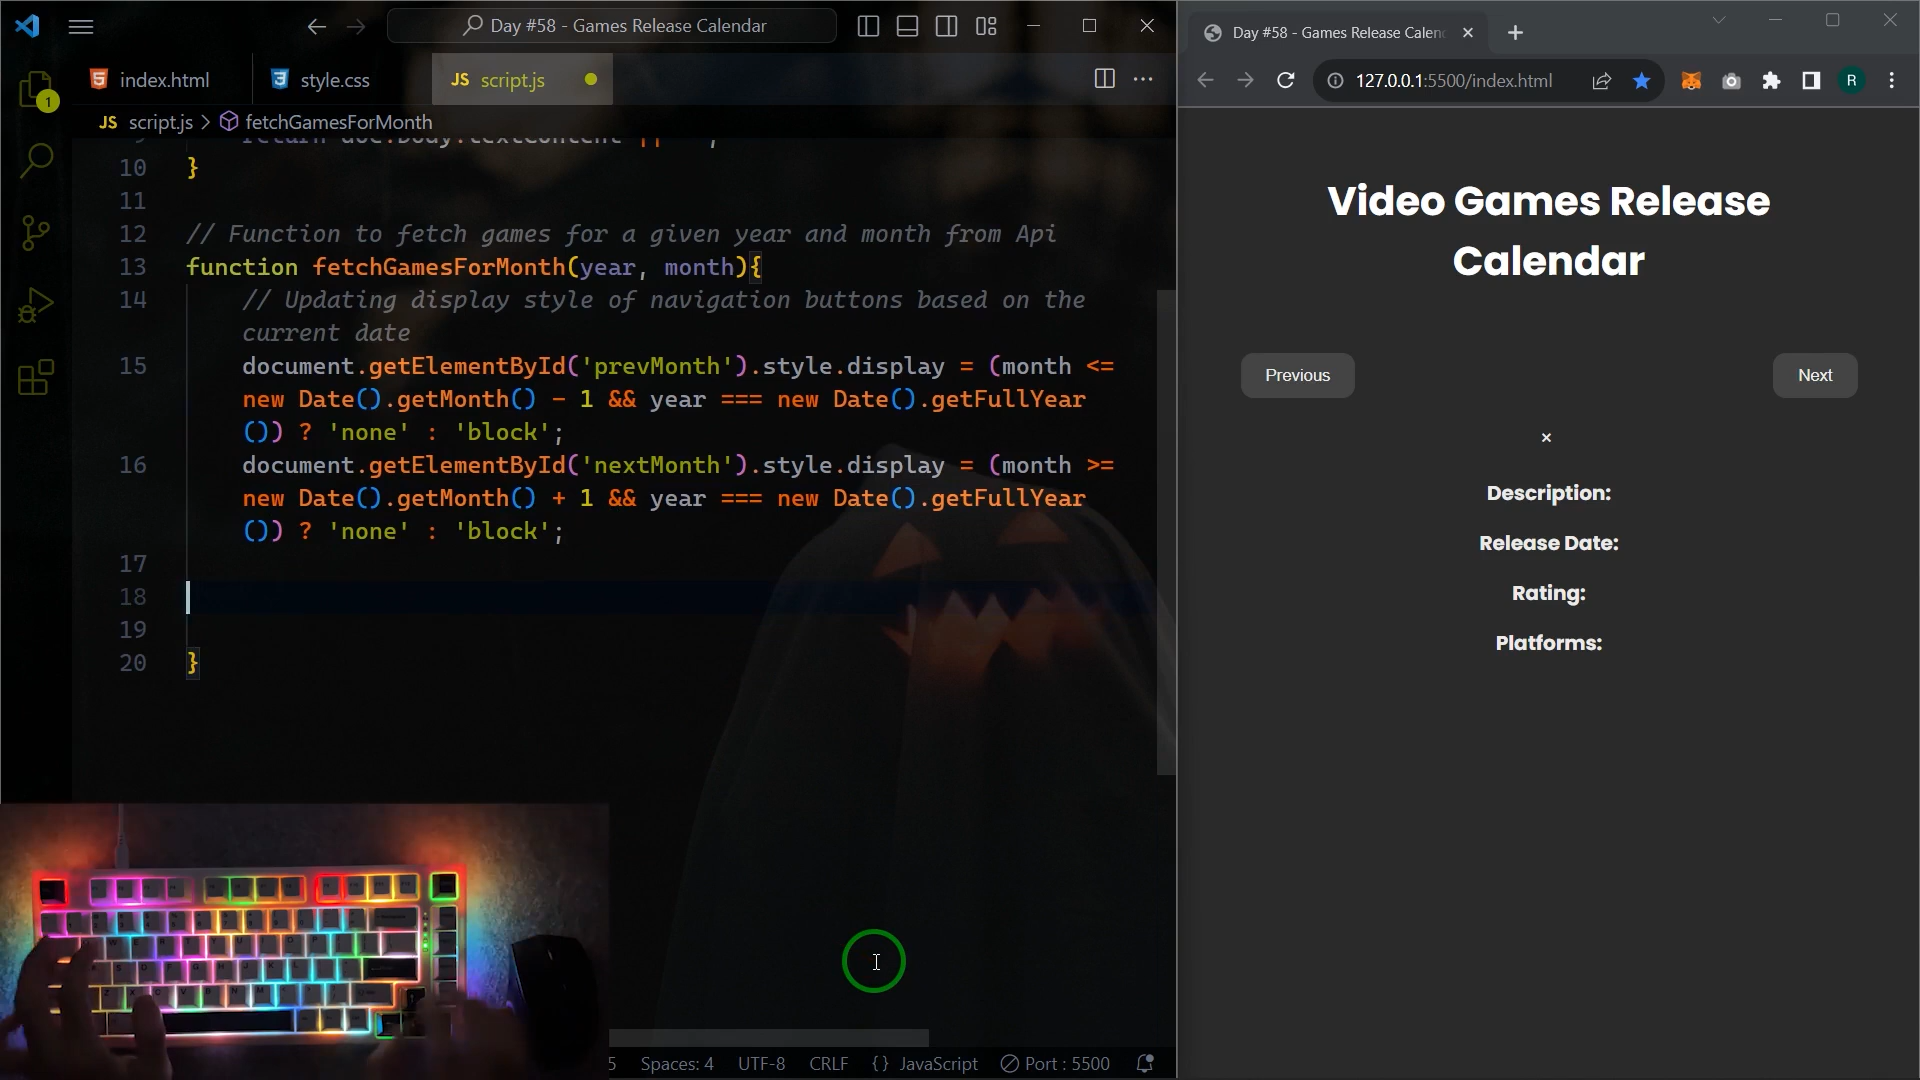 Day #58 - Games Release Calendar
index.html
style.css
JS script.js
JS script.js > fetchGamesForMonth
1
10 }
11
12 // Function to fetch games for a given year and month from Api
13 function fetchGamesForMonth(year, month){
14 // Updating display style of navigation buttons based on the
current date
15 document.getElementById('prevMonth').style.display = (month <=
new Date().getMonth() - 1 && year === new Date().getFullYear
()) ? 'none' : 'block';
16 document.getElementById('nextMonth').style.display = (month >=
new Date().getMonth() + 1 && year === new Date().getFullYear
()) ? 'none' : 'block';
17
18
19
20 }
Spaces: 4 UTF-8 CRLF {} JavaScript Port : 5500
Day #58 - Games Release Calen
127.0.0.1:5500/index.html
R
Video Games Release
Calendar
Previous
Next
×
Description:
Release Date:
Rating:
Platforms: